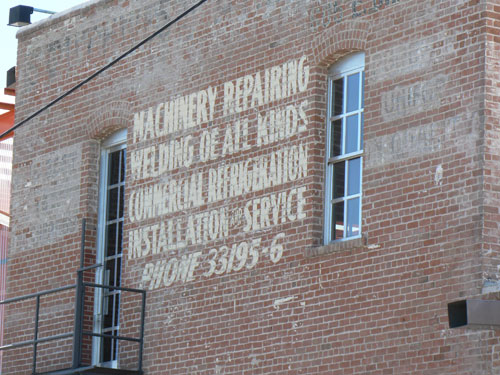 MACHINERY REPAIRING
WELDING OF ALL KINDS
COMMERCIAL REFRIGERATION
INSTALLATION AND SERVICE
PHONE 33195-6